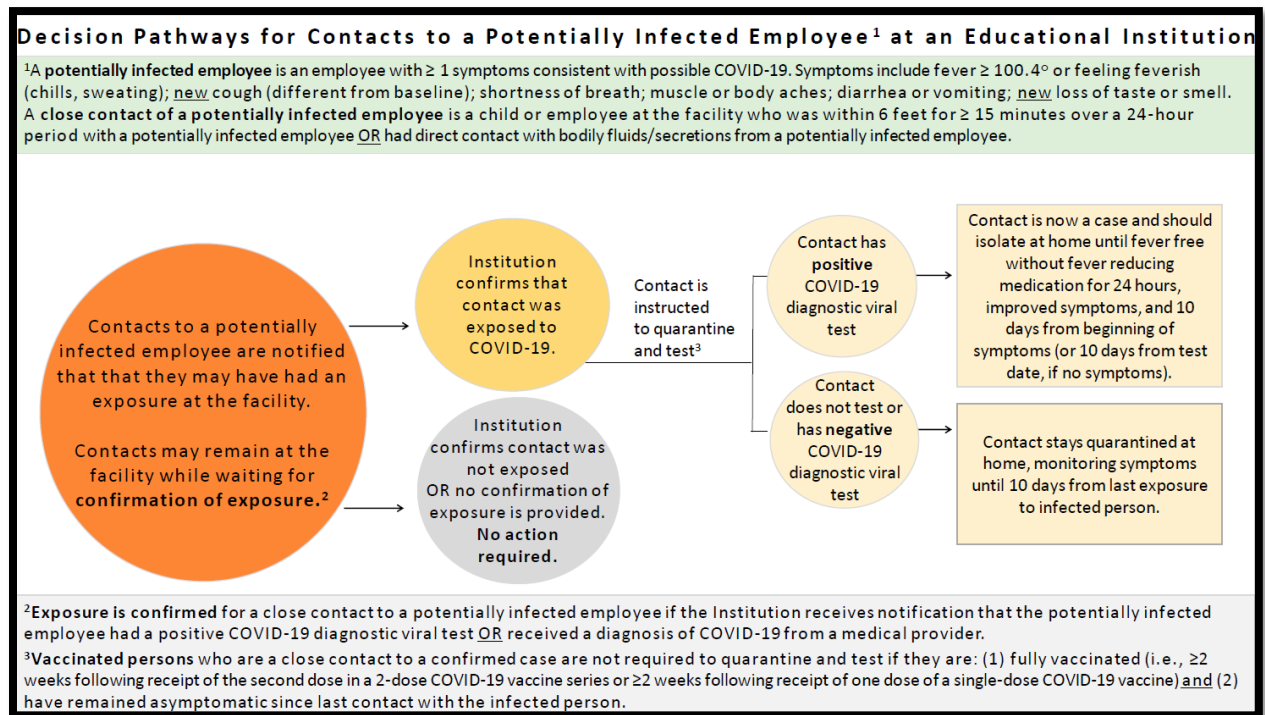 Decision Pathways for Contacts to a Potentially Infected Employee¹ at an Educational Institution
¹A potentially infected employee is an employee with ≥ 1 symptoms consistent with possible COVID-19. Symptoms include fever ≥ 100.4° or feeling feverish
(chills, sweating); new cough (different from baseline); shortness of breath; muscle or body aches; diarrhea or vomiting; new loss of taste or smell.
A close contact of a potentially infected employee is a child or employee at the facility who was within 6 feet for ≥ 15 minutes over a 24-hour
period with a potentially infected employee OR had direct contact with bodily fluids/secretions from a potentially infected employee.
Contacts to a potentially
infected employee are notified
that that they may have had an
exposure at the facility.
Contacts may remain at the
facility while waiting for
confirmation of exposure.²
Institution
confirms that
contact was
exposed to
COVID-19.
Institution
confirms contact was
not exposed
OR no confirmation of
exposure is provided.
No action
required.
Contact is
instructed
to quarantine
and test³
Contact has
positive
COVID-19
diagnostic viral
test
Contact is now a case and should
isolate at home until fever free
without fever reducing
medication for 24 hours,
improved symptoms, and 10
days from beginning of
symptoms (or 10 days from test
date, if no symptoms).
Contact
does not test or
has negative
COVID-19
diagnostic viral
test
Contact stays quarantined at
home, monitoring symptoms
until 10 days from last exposure
to infected person.
²Exposure is confirmed for a close contact to a potentially infected employee if the Institution receives notification that the potentially infected
employee had a positive COVID-19 diagnostic viral test OR received a diagnosis of COVID-19 from a medical provider.
³Vaccinated persons who are a close contact to a confirmed case are not required to quarantine and test if they are: (1) fully vaccinated (i.e., ≥2
weeks following receipt of the second dose in a 2-dose COVID-19 vaccine series or ≥2 weeks following receipt of one dose of a single-dose COVID-19 vaccine) and (2)
have remained asymptomatic since last contact with the infected person.